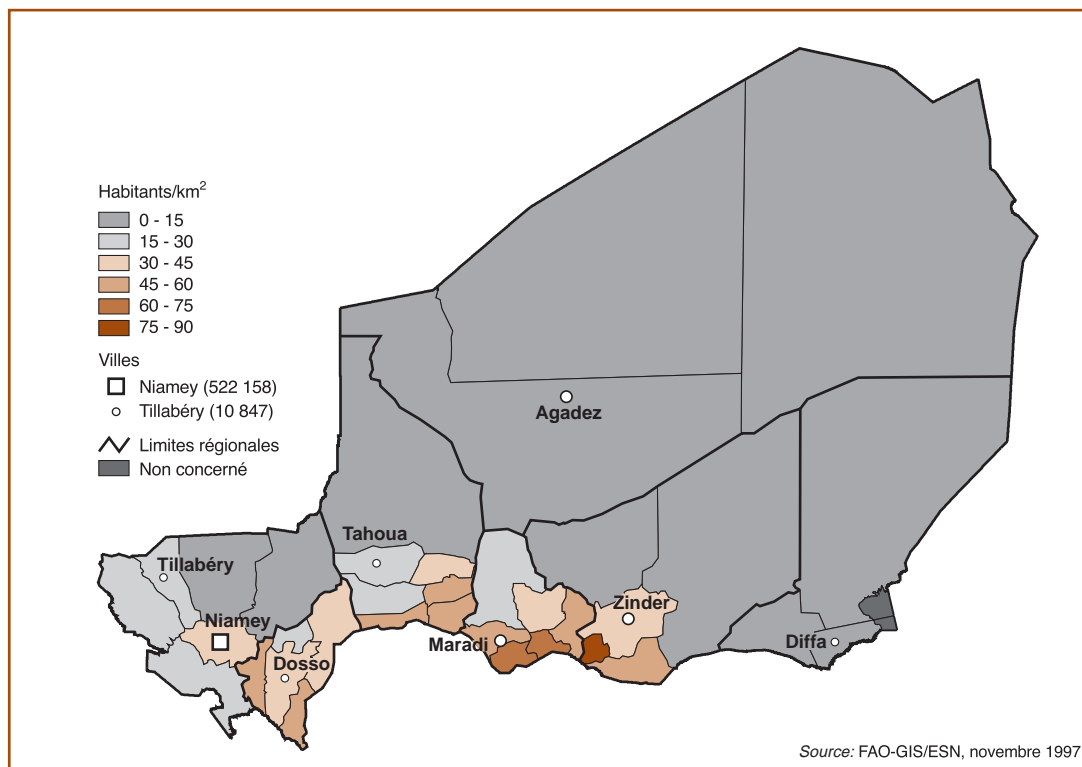 Habitants/km²
0 - 15
15 - 30
30 - 45
45 - 60
60 - 75
75 - 90
Villes
Niamey (522 158)
Tillabéry (10 847)
Limites régionales
Non concerné
Agadez
Tahoua
Tillabéry
Niamey
Dosso
Maradi
Zinder
Diffa
Source: FAO-GIS/ESN, novembre 1997